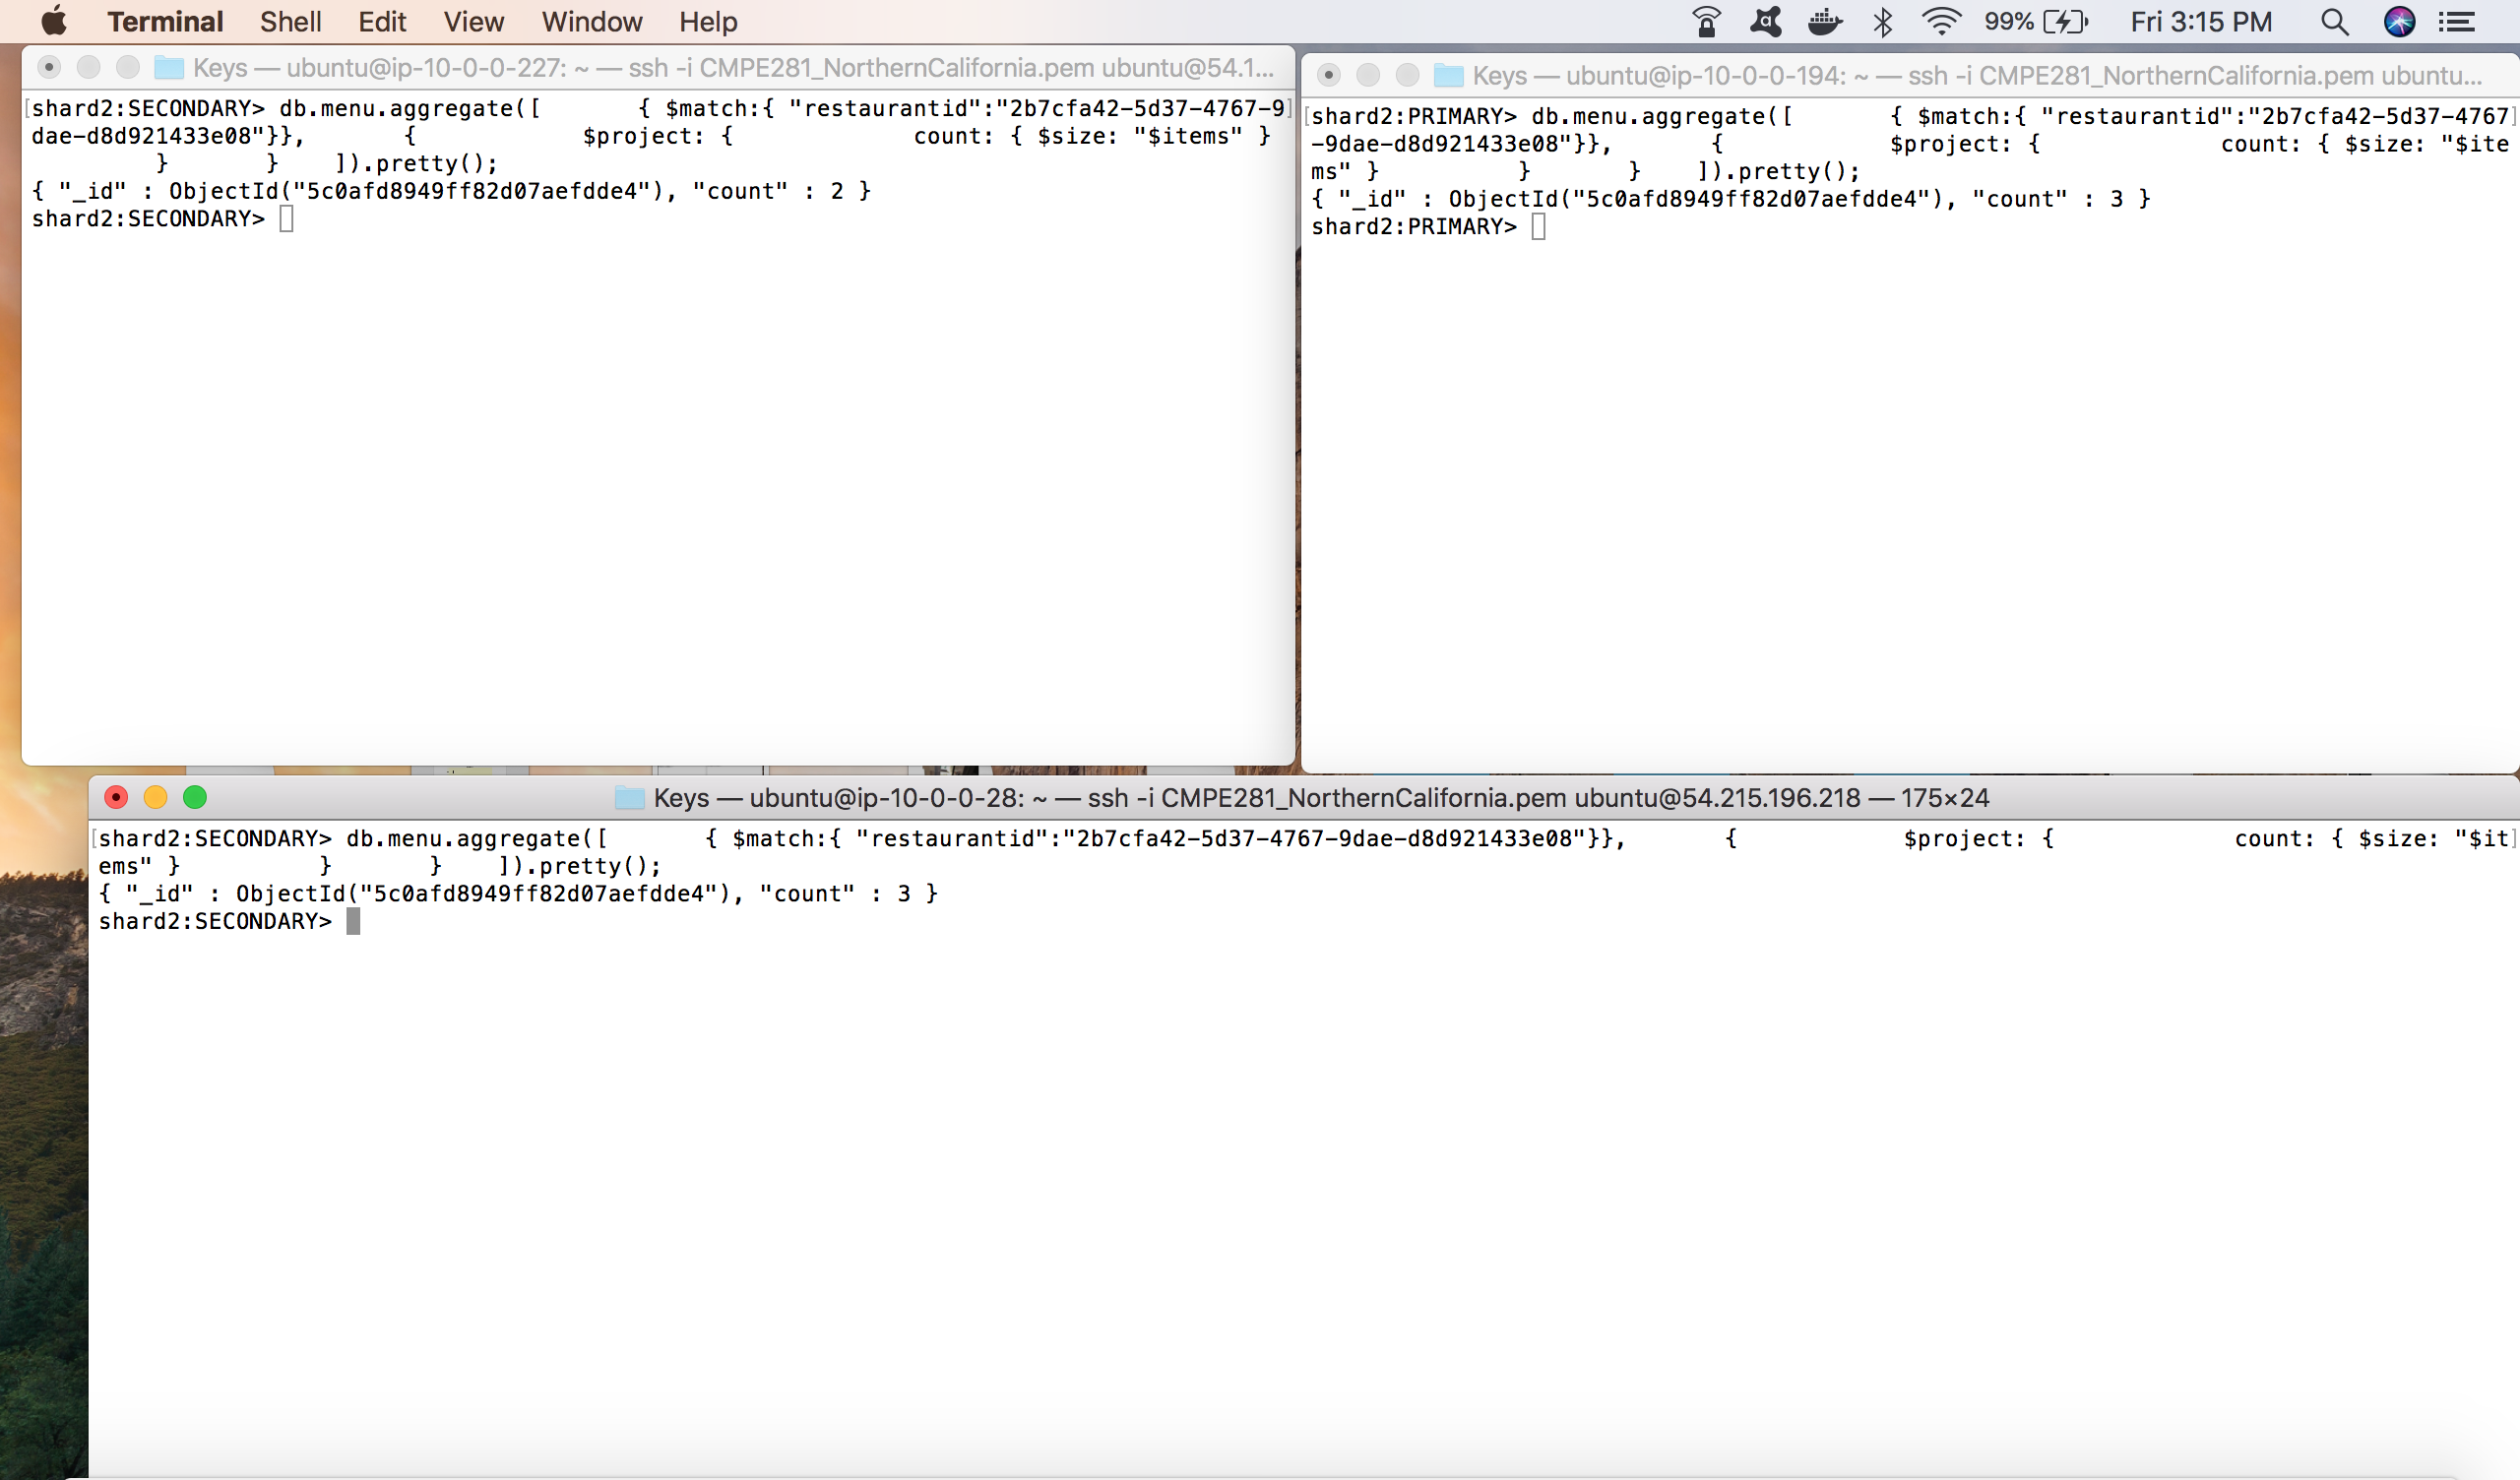 Terminal Shell Edit View Window Help 99% Fri 3:15 PM
Keys — ubuntu@ip-10-0-0-227: ~ — ssh -i CMPE281_NorthernCalifornia.pem ubuntu@54.1...
[shard2:SECONDARY> db.menu.aggregate([       { $match:{ "restaurantid":"2b7cfa42-5d37-4767-9]
dae-d8d921433e08"}},       {            $project: {             count: { $size: "$items" }
         }       }    ]).pretty();
{ "_id" : ObjectId("5c0afd8949ff82d07aefdde4"), "count" : 2 }
shard2:SECONDARY>
Keys — ubuntu@ip-10-0-0-194: ~ — ssh -i CMPE281_NorthernCalifornia.pem ubuntu...
[shard2:PRIMARY> db.menu.aggregate([       { $match:{ "restaurantid":"2b7cfa42-5d37-4767]
-9dae-d8d921433e08"}},       {            $project: {             count: { $size: "$ite
ms" }          }       }    ]).pretty();
{ "_id" : ObjectId("5c0afd8949ff82d07aefdde4"), "count" : 3 }
shard2:PRIMARY>
Keys — ubuntu@ip-10-0-0-28: ~ — ssh -i CMPE281_NorthernCalifornia.pem ubuntu@54.215.196.218 — 175×24
[shard2:SECONDARY> db.menu.aggregate([       { $match:{ "restaurantid":"2b7cfa42-5d37-4767-9dae-d8d921433e08"}},       {            $project: {             count: { $size: "$it]
ems" }          }       }    ]).pretty();
{ "_id" : ObjectId("5c0afd8949ff82d07aefdde4"), "count" : 3 }
shard2:SECONDARY>